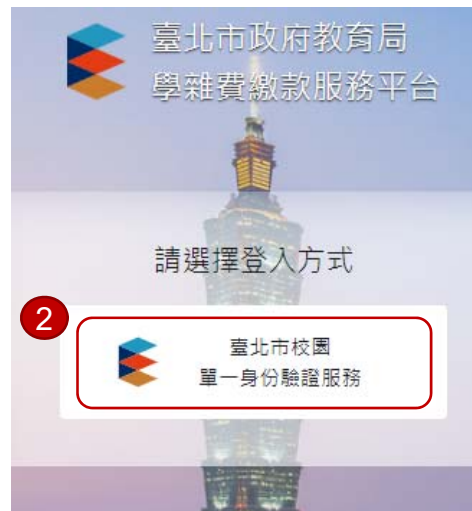 臺北市政府教育局
學雜費繳款服務平台
請選擇登入方式
2
臺北市校園
單一身份驗證服務